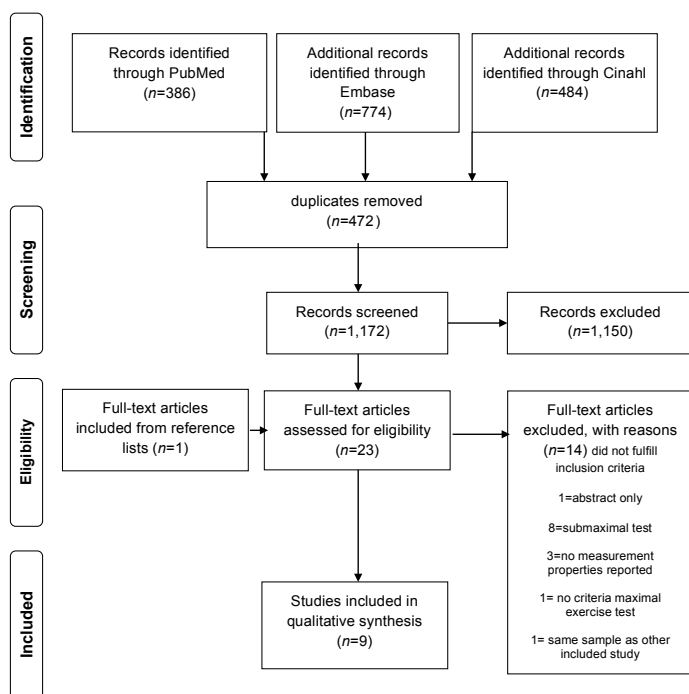 Identification
Records identified
through PubMed
(n=386)
Additional records
identified through
Embase
(n=774)
Additional records
identified through Cinahl
(n=484)
duplicates removed
(n=472)
Screening
Records screened
(n=1,172)
Records excluded
(n=1,150)
Eligibility
Full-text articles
included from reference
lists (n=1)
Full-text articles
assessed for eligibility
(n=23)
Full-text articles
excluded, with reasons
(n=14) did not fulfill
inclusion criteria
1=abstract only
8=submaximal test
3=no measurement
properties reported
1= no criteria maximal
exercise test
1= same sample as other
included study
Included
Studies included in
qualitative synthesis
(n=9)